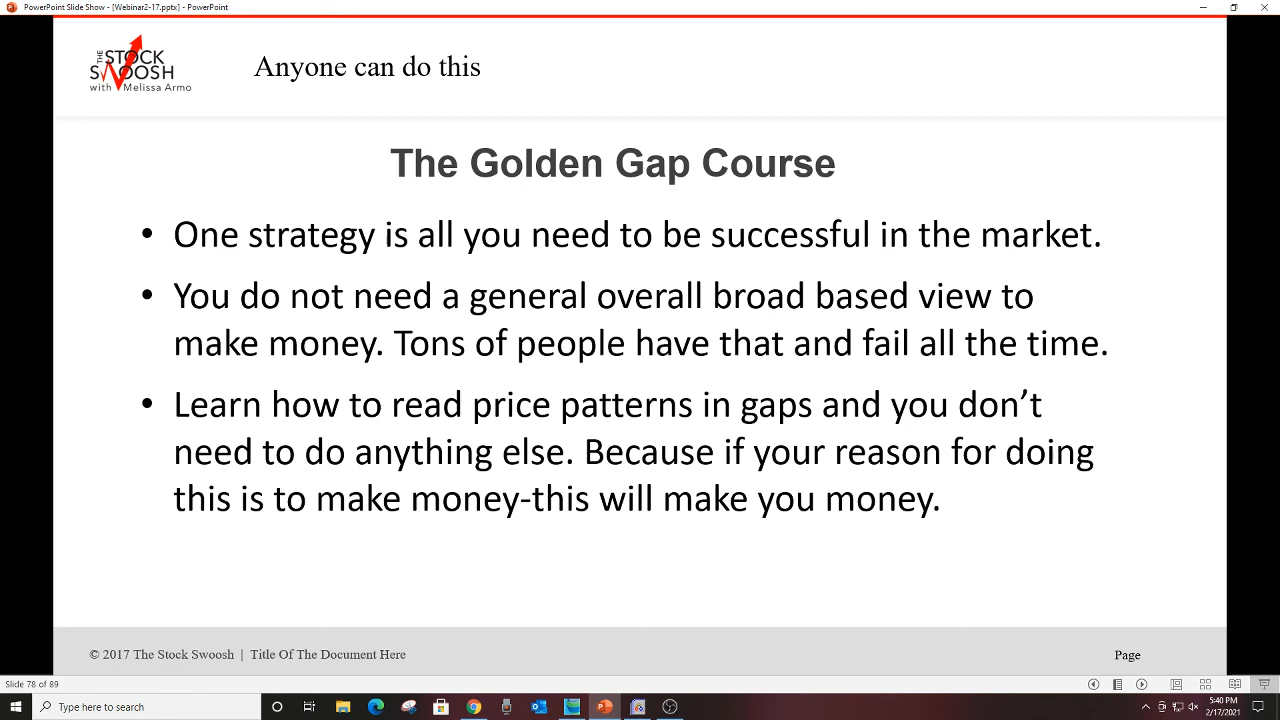 PowerPoint Slide Show - [Webinar2-17.pptx] - PowerPoint
THE
STOCK
SWOOSH
with Melissa Armo
Anyone can do this
The Golden Gap Course
• One strategy is all you need to be successful in the market.
• You do not need a general overall broad based view to
make money. Tons of people have that and fail all the time.
• Learn how to read price patterns in gaps and you don’t
need to do anything else. Because if your reason for doing
this is to make money-this will make you money.
© 2017 The Stock Swoosh | Title Of The Document Here
Page
Slide 78 of 89
Type here to search
5:40 PM
2/17/2021